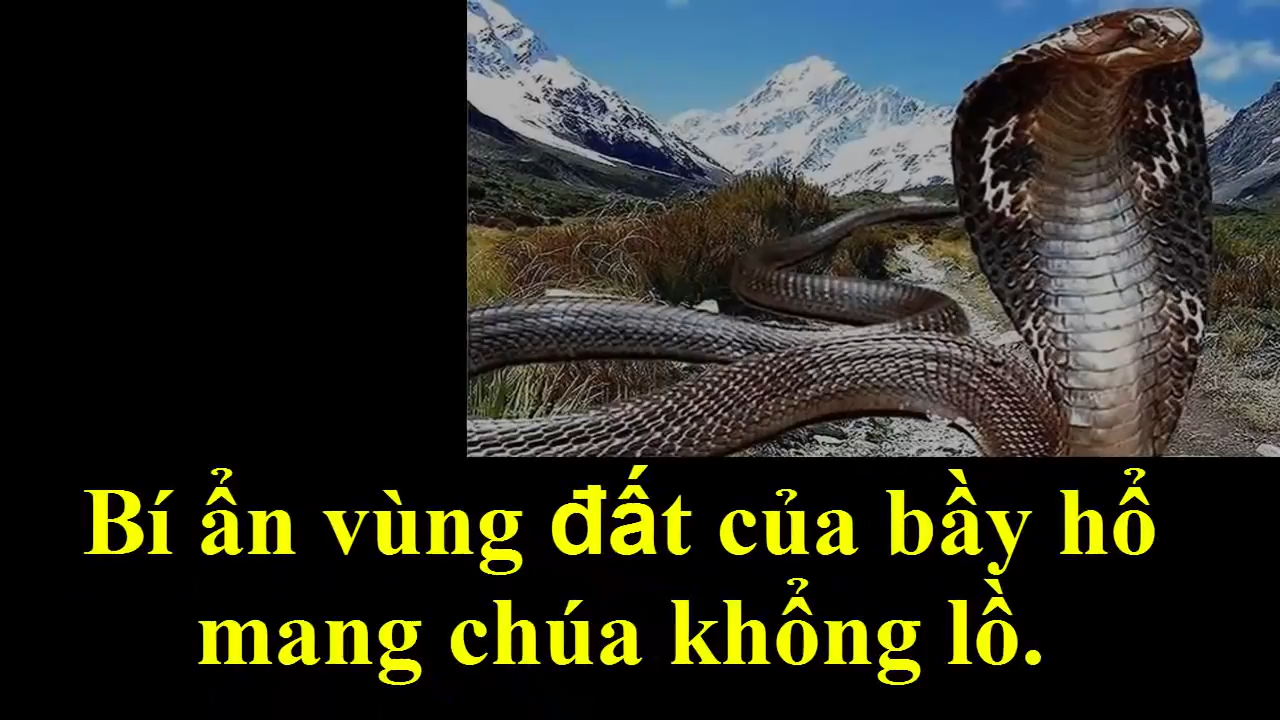 Bí ẩn vùng đất của bầy hổ
mang chúa khổng lồ.